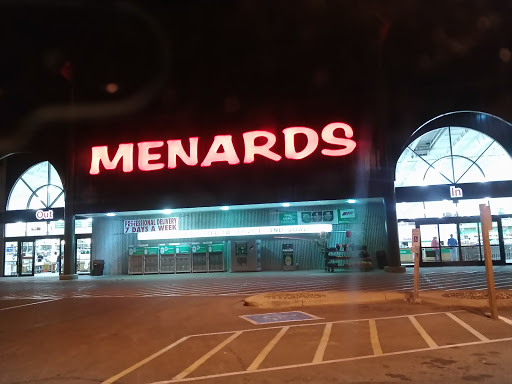 MENARDS
In
Out
PROFESSIONAL DELIVERY
7 DAYS A WEEK